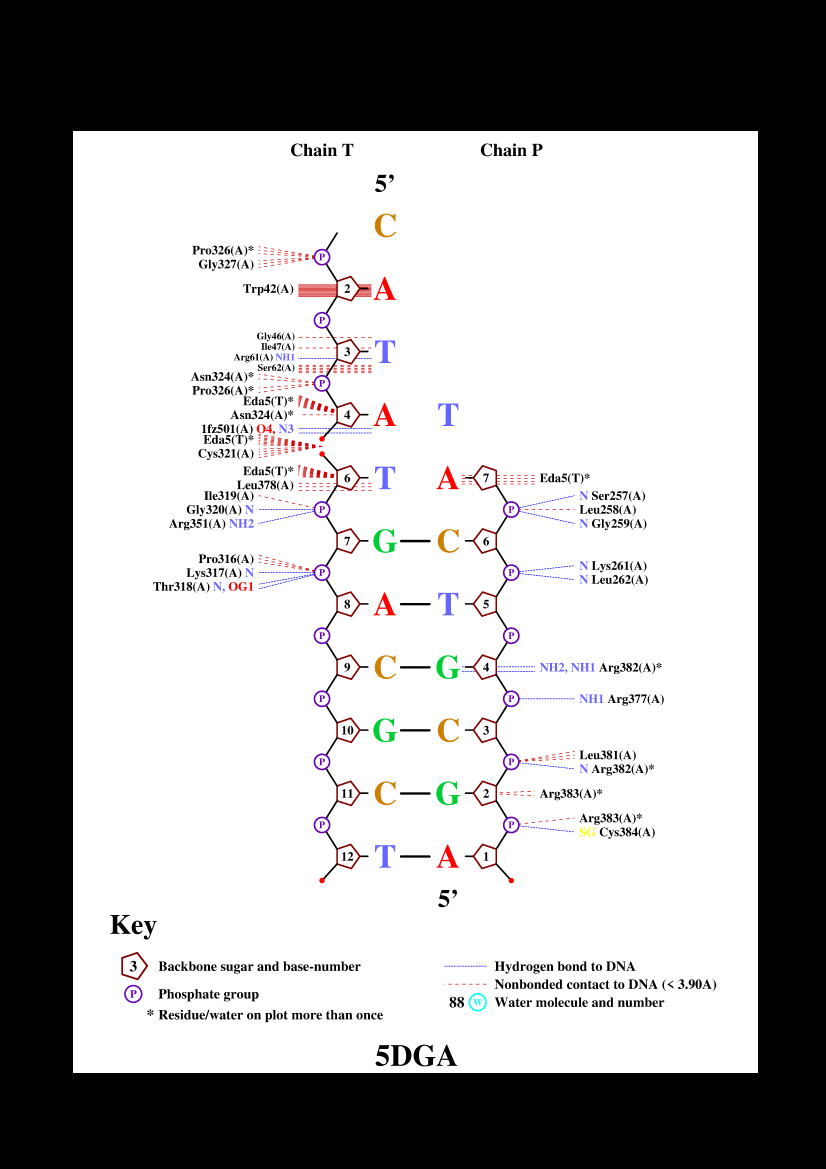 Chain T Chain P
5’
C
Pro326(A)* P
Gly327(A)
Trp42(A) 2 A
P
Gly46(A)
Ile47(A) 3 T
Arg61(A) NH1
Ser62(A)
Asn324(A)* P
Pro326(A)*
Eda5(T)*
Asn324(A)* 4 A T
1fz501(A) O4, N3
Eda5(T)*
Cys321(A)
Eda5(T)* 6 T A 7 Eda5(T)*
Leu378(A)
Ile319(A) N Ser257(A)
Gly320(A) N P P Leu258(A)
Arg351(A) NH2 N Gly259(A)
7 G C 6
Pro316(A) N Lys261(A)
Lys317(A) N P P
Thr318(A) N, OG1 N Leu262(A)
8 A T 5
P P
9 C G 4 NH2, NH1 Arg382(A)*
P P NH1 Arg377(A)
10 G C 3
P P Leu381(A)
N Arg382(A)*
11 C G 2 Arg383(A)*
P P Arg383(A)*
SG Cys384(A)
12 T A 1
5’
Key
3 Backbone sugar and base-number
P Phosphate group
* Residue/water on plot more than once
Hydrogen bond to DNA
Nonbonded contact to DNA (< 3.90A)
88 W Water molecule and number
5DGA